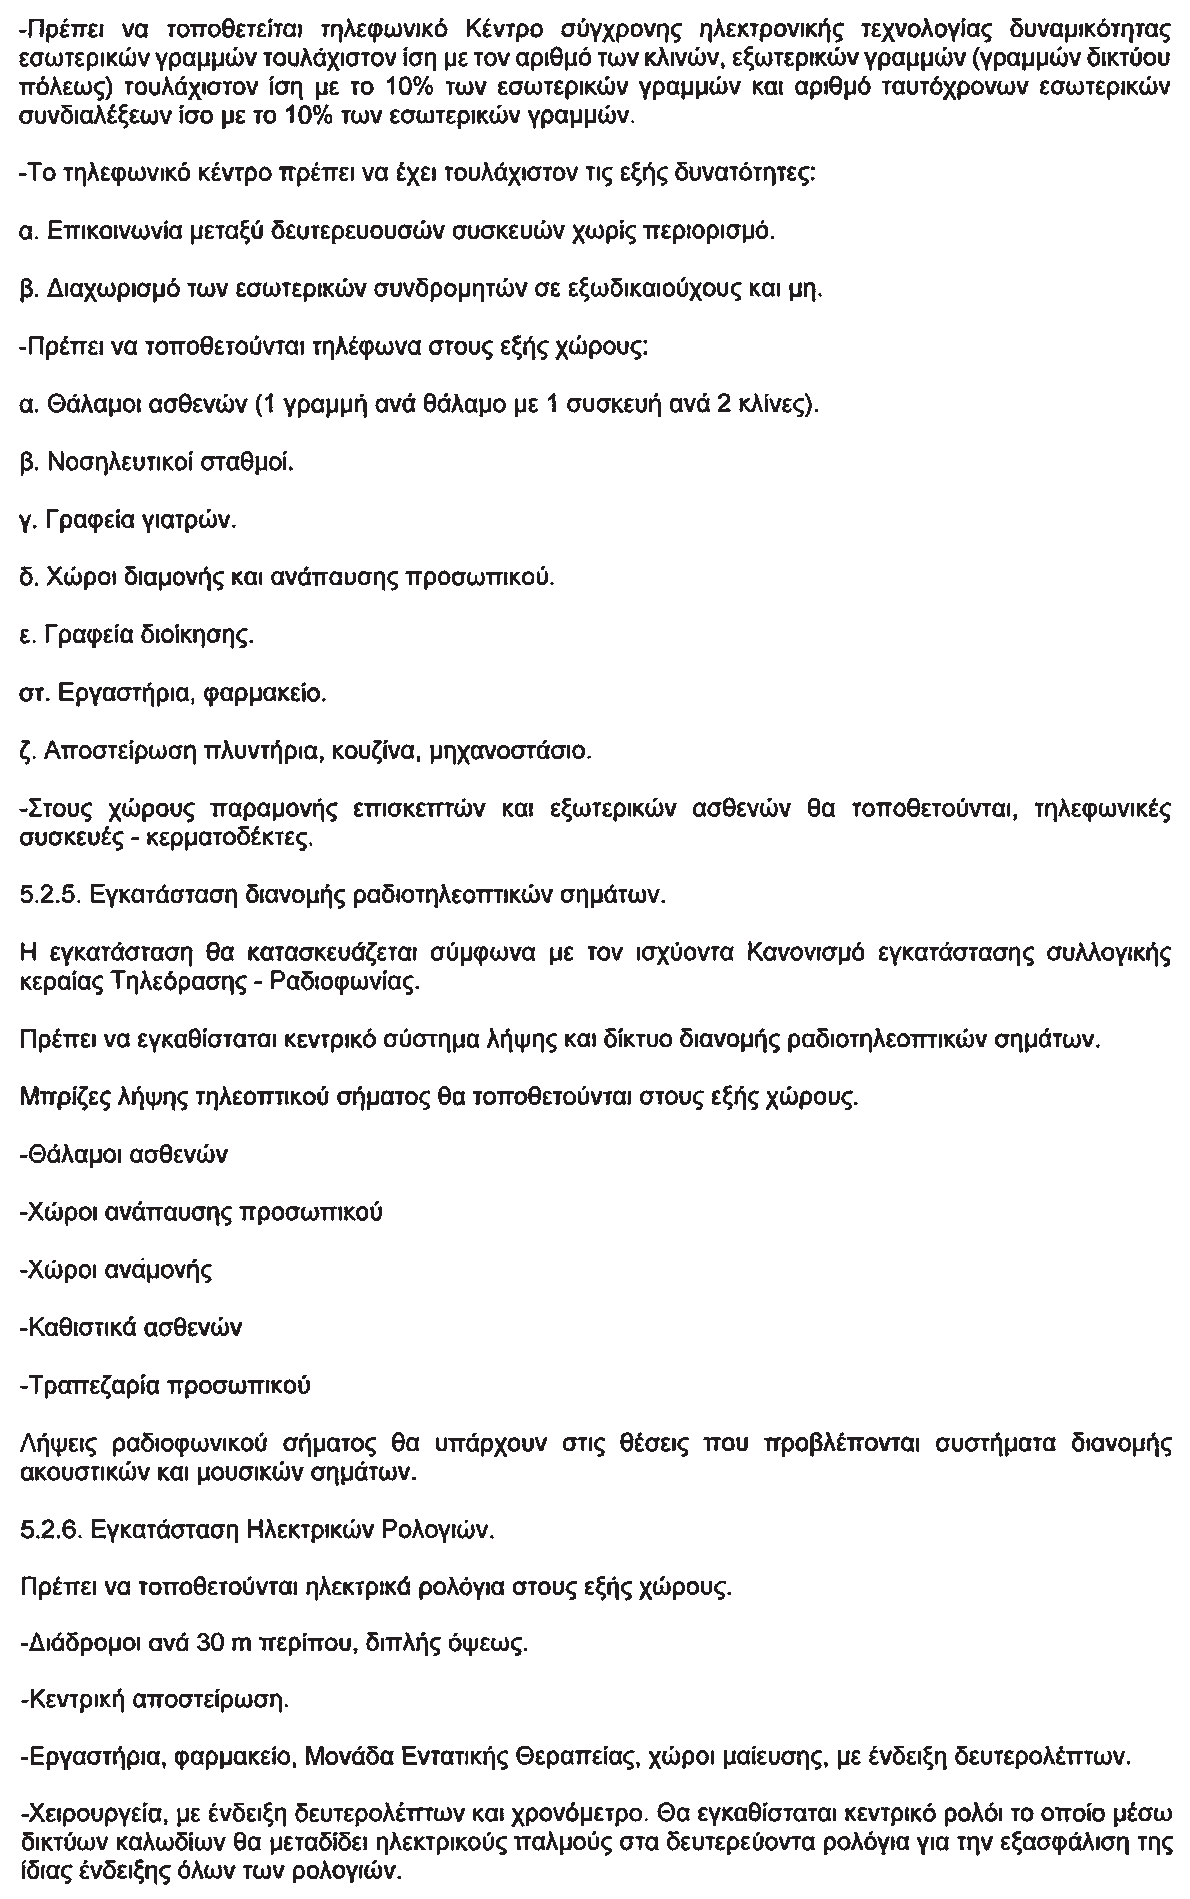 -Πρέπει να τοποθετείται τηλεφωνικό Κέντρο σύγχρονης ηλεκτρονικής τεχνολογίας δυναμικότητας
εσωτερικών γραμμών τουλάχιστον ίση με τον αριθμό των κλινών, εξωτερικών γραμμών (γραμμών δικτύου
πόλεως) τουλάχιστον ίση με το 10% των εσωτερικών γραμμών και αριθμό ταυτόχρονων εσωτερικών
συνδιαλέξεων ίσο με το 10% των εσωτερικών γραμμών.
-Το τηλεφωνικό κέντρο πρέπει να έχει τουλάχιστον τις εξής δυνατότητες:
α. Επικοινωνία μεταξύ δευτερευουσών συσκευών χωρίς περιορισμό.
β. Διαχωρισμό των εσωτερικών συνδρομητών σε εξωδικαιούχους και μη.
-Πρέπει να τοποθετούνται τηλέφωνα στους εξής χώρους:
α. Θάλαμοι ασθενών (1 γραμμή ανά θάλαμο με 1 συσκευή ανά 2 κλίνες).
β. Νοσηλευτικοί σταθμοί.
γ. Γραφεία γιατρών.
δ. Χώροι διαμονής και ανάπαυσης προσωπικού.
ε. Γραφεία διοίκησης.
στ. Εργαστήρια, φαρμακείο.
ζ. Αποστείρωση πλυντήρια, κουζίνα, μηχανοστάσιο.
-Στους χώρους παραμονής επισκεπτών και εξωτερικών ασθενών θα τοποθετούνται, τηλεφωνικές
συσκευές - κερματοδέκτες.
5.2.5. Εγκατάσταση διανομής ραδιοτηλεοπτικών σημάτων.
Η εγκατάσταση θα κατασκευάζεται σύμφωνα με τον ισχύοντα Κανονισμό εγκατάστασης συλλογικής
κεραίας Τηλεόρασης - Ραδιοφωνίας.
Πρέπει να εγκαθίσταται κεντρικό σύστημα λήψης και δίκτυο διανομής ραδιοτηλεοπτικών σημάτων.
Μπρίζες λήψης τηλεοπτικού σήματος θα τοποθετούνται στους εξής χώρους.
-Θάλαμοι ασθενών
-Χώροι ανάπαυσης προσωπικού
-Χώροι ανάμονής
-Καθιστικά ασθενών
-Τραπεζαρία προσωπικού
Λήψεις ραδιοφωνικού σήματος θα υπάρχουν στις θέσεις που προβλέπονται συστήματα διανομής
ακουστικών και μουσικών σημάτων.
5.2.6. Εγκατάσταση Ηλεκτρικών Ρολογιών.
Πρέπει να τοποθετούνται ηλεκτρικά ρολόγια στους εξής χώρους.
-Διάδρομοι ανά 30 m περίπου, διπλής όψεως.
-Κεντρική αποστείρωση.
-Εργαστήρια, φαρμακείο, Μονάδα Εντατικής Θεραπείας, χώροι μαίευσης, με ένδειξη δευτερολέπτων.
-Χειρουργεία, με ένδειξη δευτερολέπτων και χρονόμετρο. Θα εγκαθίσταται κεντρικό ρολόι το οποίο μέσω
δικτύων καλωδίων θα μεταδίδει ηλεκτρικούς παλμούς στα δευτερεύοντα ρολόγια για την εξασφάλιση της
ίδιας ένδειξης όλων των ρολογιών.